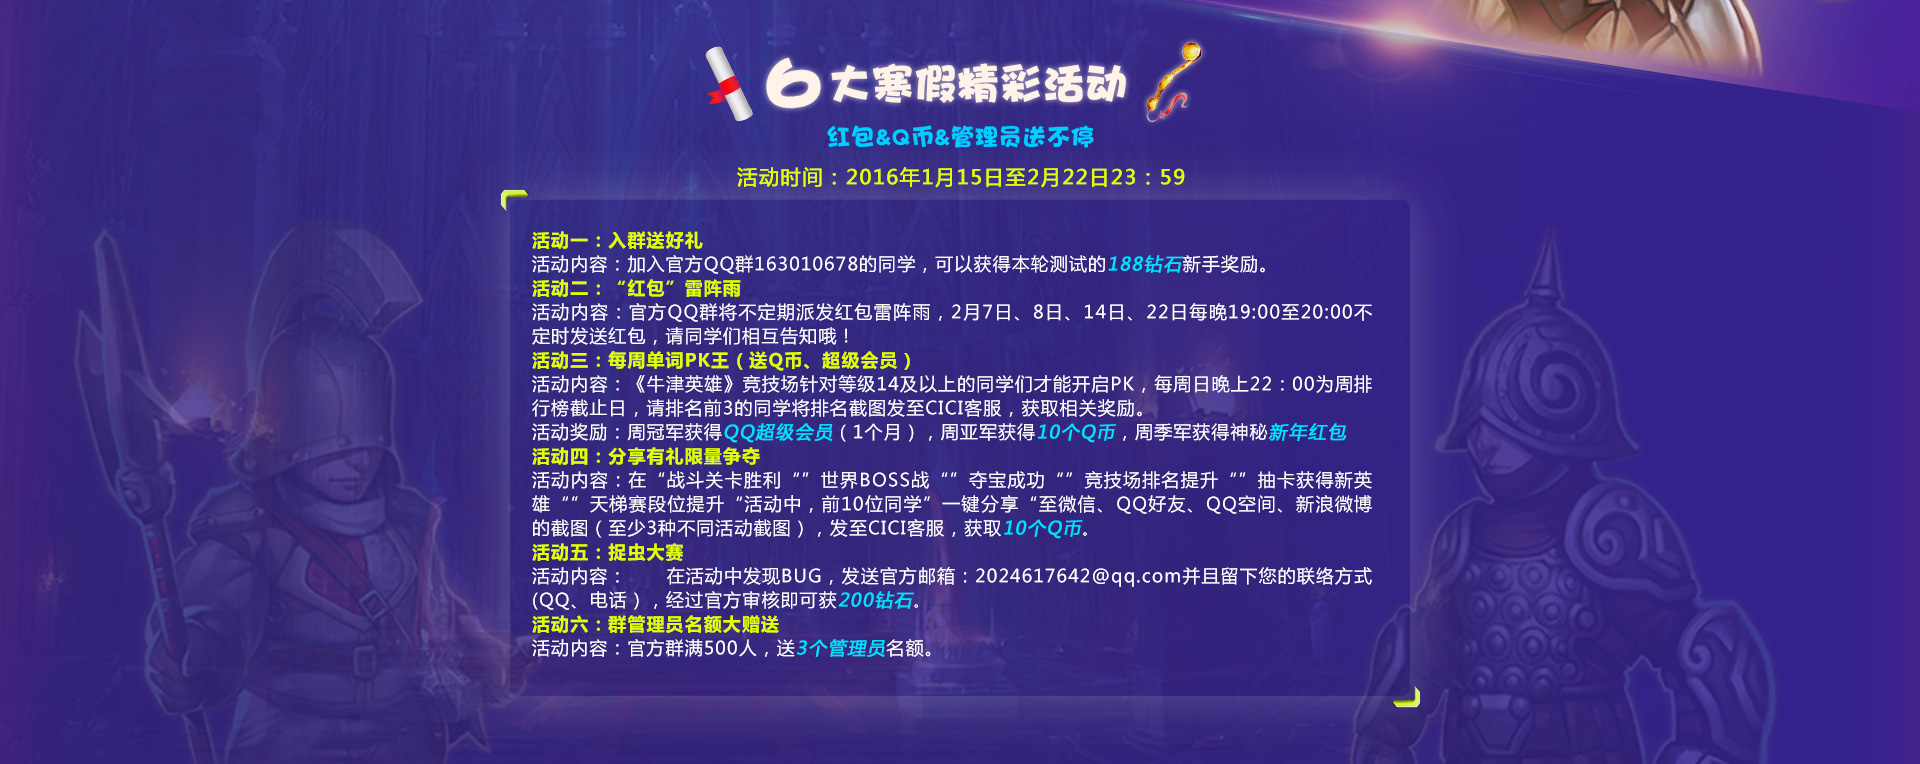 6大寒假精彩活动
红包&Q币&管理员送不停
活动时间：2016年1月15日至2月22日23：59
活动一：入群送好礼
活动内容：加入官方QQ群163010678的同学，可以获得本轮测试的188钻石新手奖励。
活动二：“红包”雷阵雨
活动内容：官方QQ群将不定期派发红包雷阵雨，2月7日、8日、14日、22日每晚19:00至20:00不
定时发送红包，请同学们相互告知哦！
活动三：每周单词PK王（送Q币、超级会员）
活动内容：《牛津英雄》竞技场针对等级14及以上的同学们才能开启PK，每周日晚上22：00为周排
行榜截止日，请排名前3的同学将排名截图发至CICI客服，获取相关奖励。
活动奖励：周冠军获得QQ超级会员（1个月），周亚军获得10个Q币，周季军获得神秘新年红包
活动四：分享有礼限量争夺
活动内容：在“战斗关卡胜利““世界BOSS战““夺宝成功““竞技场排名提升““抽卡获得新英
雄““天梯赛段位提升“活动中，前10位同学”一键分享“至微信、QQ好友、QQ空间、新浪微博
的截图（至少3种不同活动截图），发至CICI客服，获取10个Q币。
活动五：捉虫大赛
活动内容：　　在活动中发现BUG，发送官方邮箱：2024617642@qq.com并且留下您的联络方式
(QQ、电话），经过官方审核即可获200钻石。
活动六：群管理员名额大赠送
活动内容：官方群满500人，送3个管理员名额。